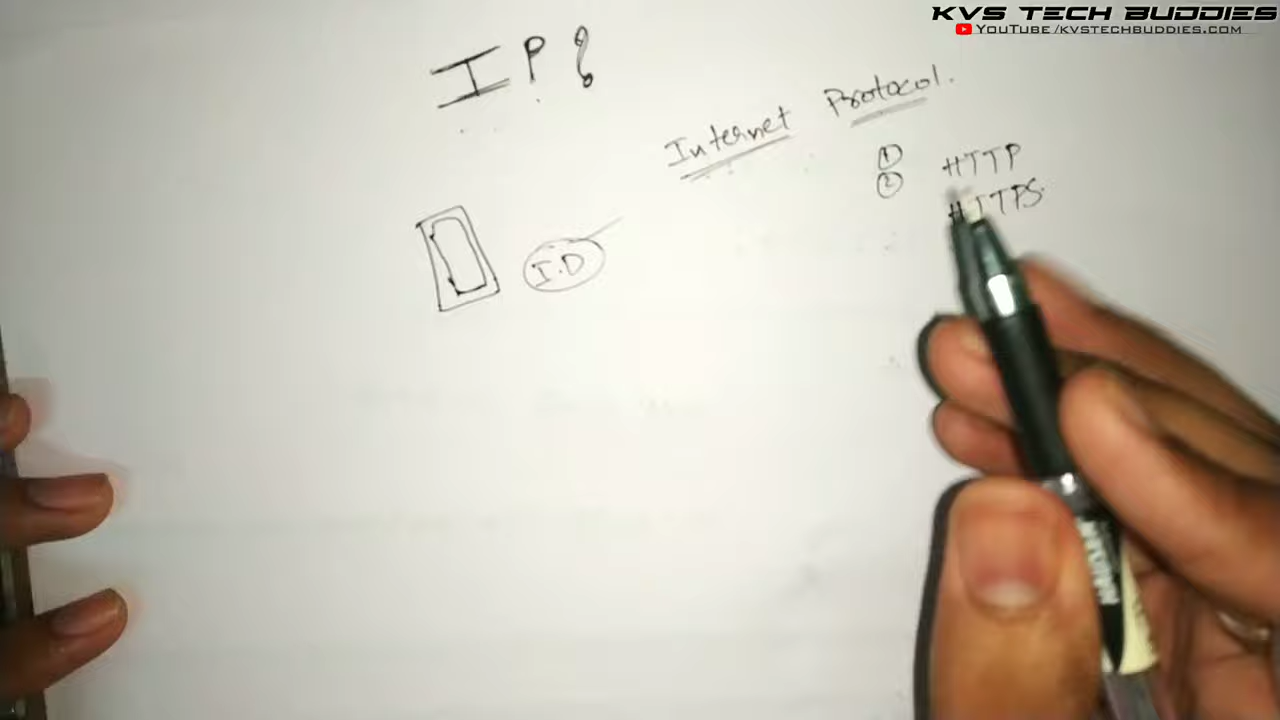 KVS TECH BUDDIES
YouTube/kvstechbuddies.com
IP?
Internet Protocol.
① HTTP
② HTTPS.
I.D